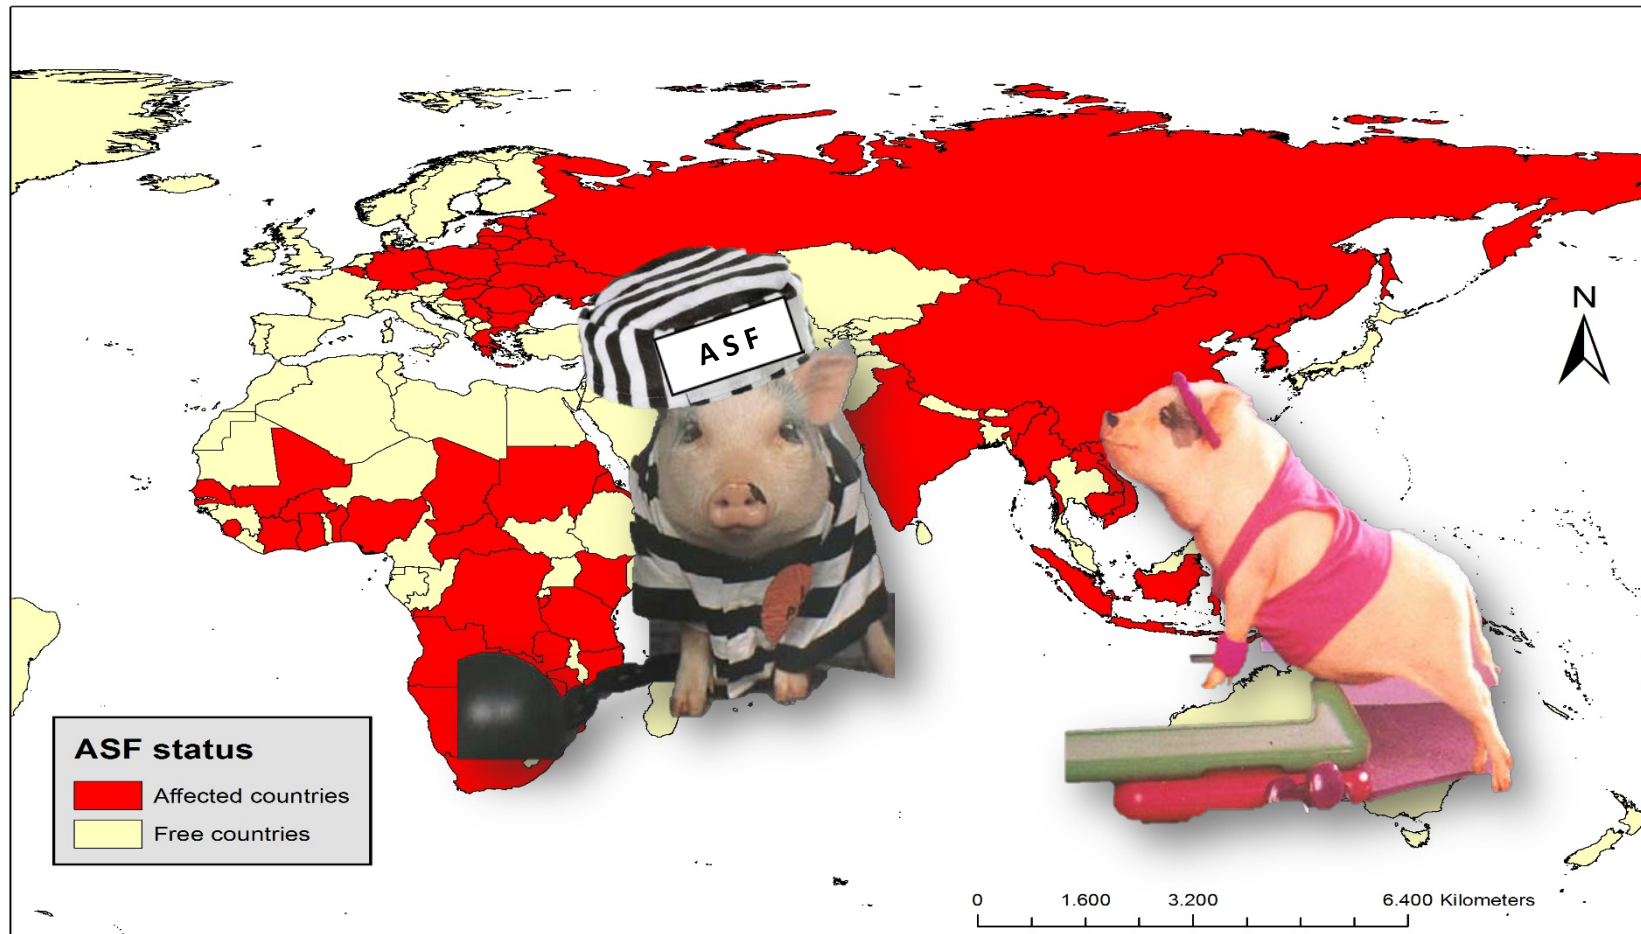 ASF
N
ASF status
Affected countries
Free countries
0 1.600 3.200 6.400 Kilometers